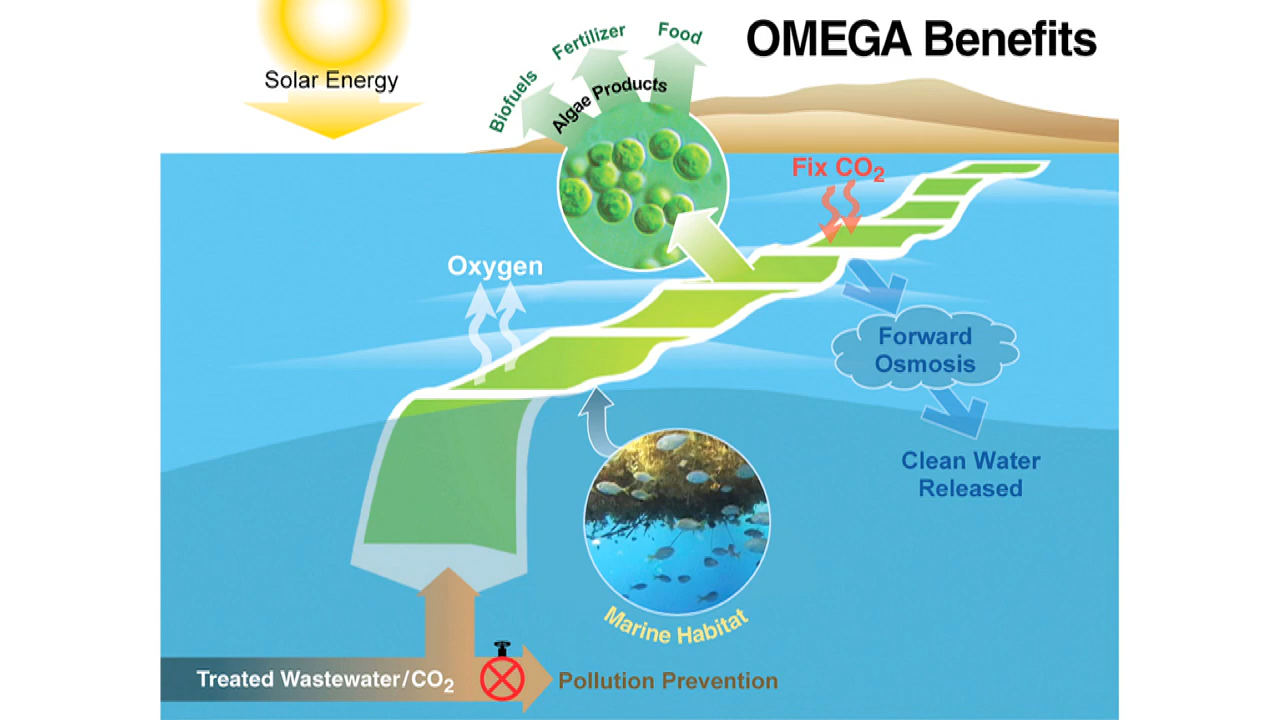 OMEGA Benefits
Solar Energy
Biofuels
Fertilizer
Food
Algae Products
Fix CO₂
Oxygen
Forward
Osmosis
Clean Water
Released
Marine Habitat
Treated Wastewater/CO₂
Pollution Prevention